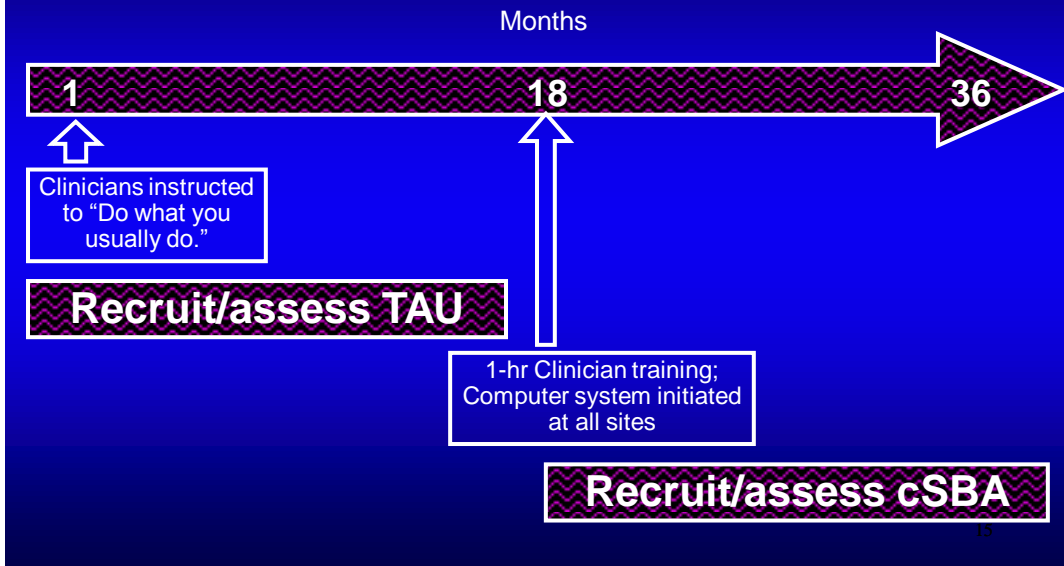 Months
1 18 36
Clinicians instructed
to “Do what you
usually do.”
Recruit/assess TAU
1-hr Clinician training;
Computer system initiated
at all sites
Recruit/assess cSBA
15